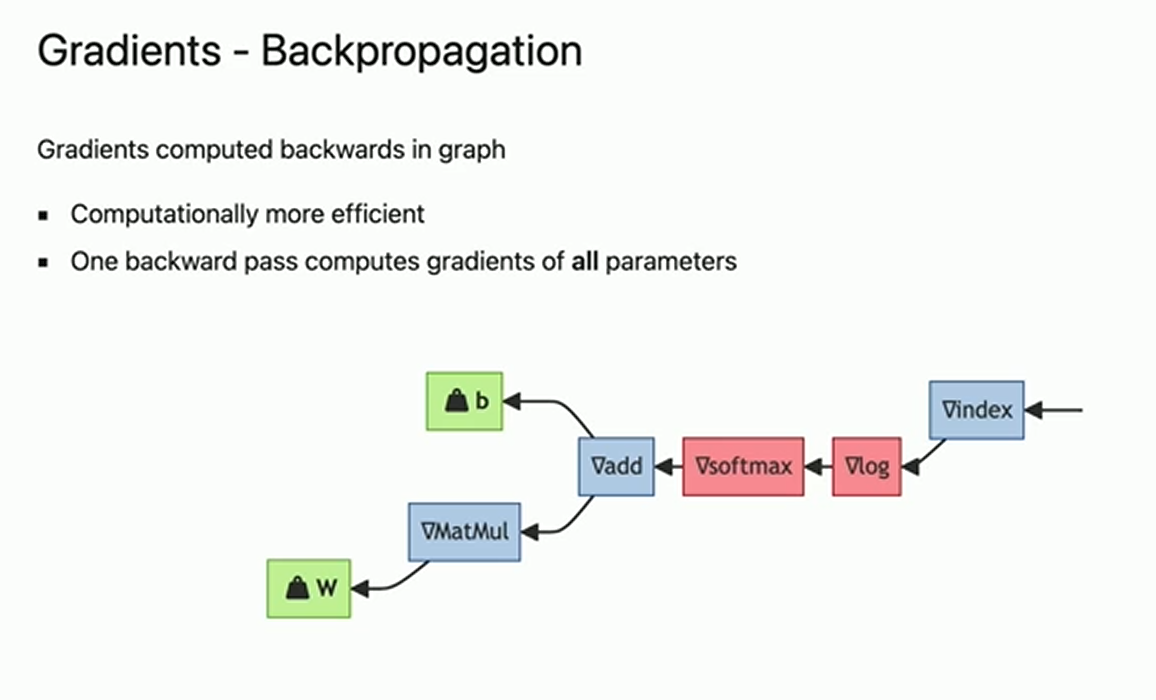 Gradients - Backpropagation
Gradients computed backwards in graph
▪ Computationally more efficient
▪ One backward pass computes gradients of all parameters
b
∇index
∇add
∇softmax
∇log
∇MatMul
W